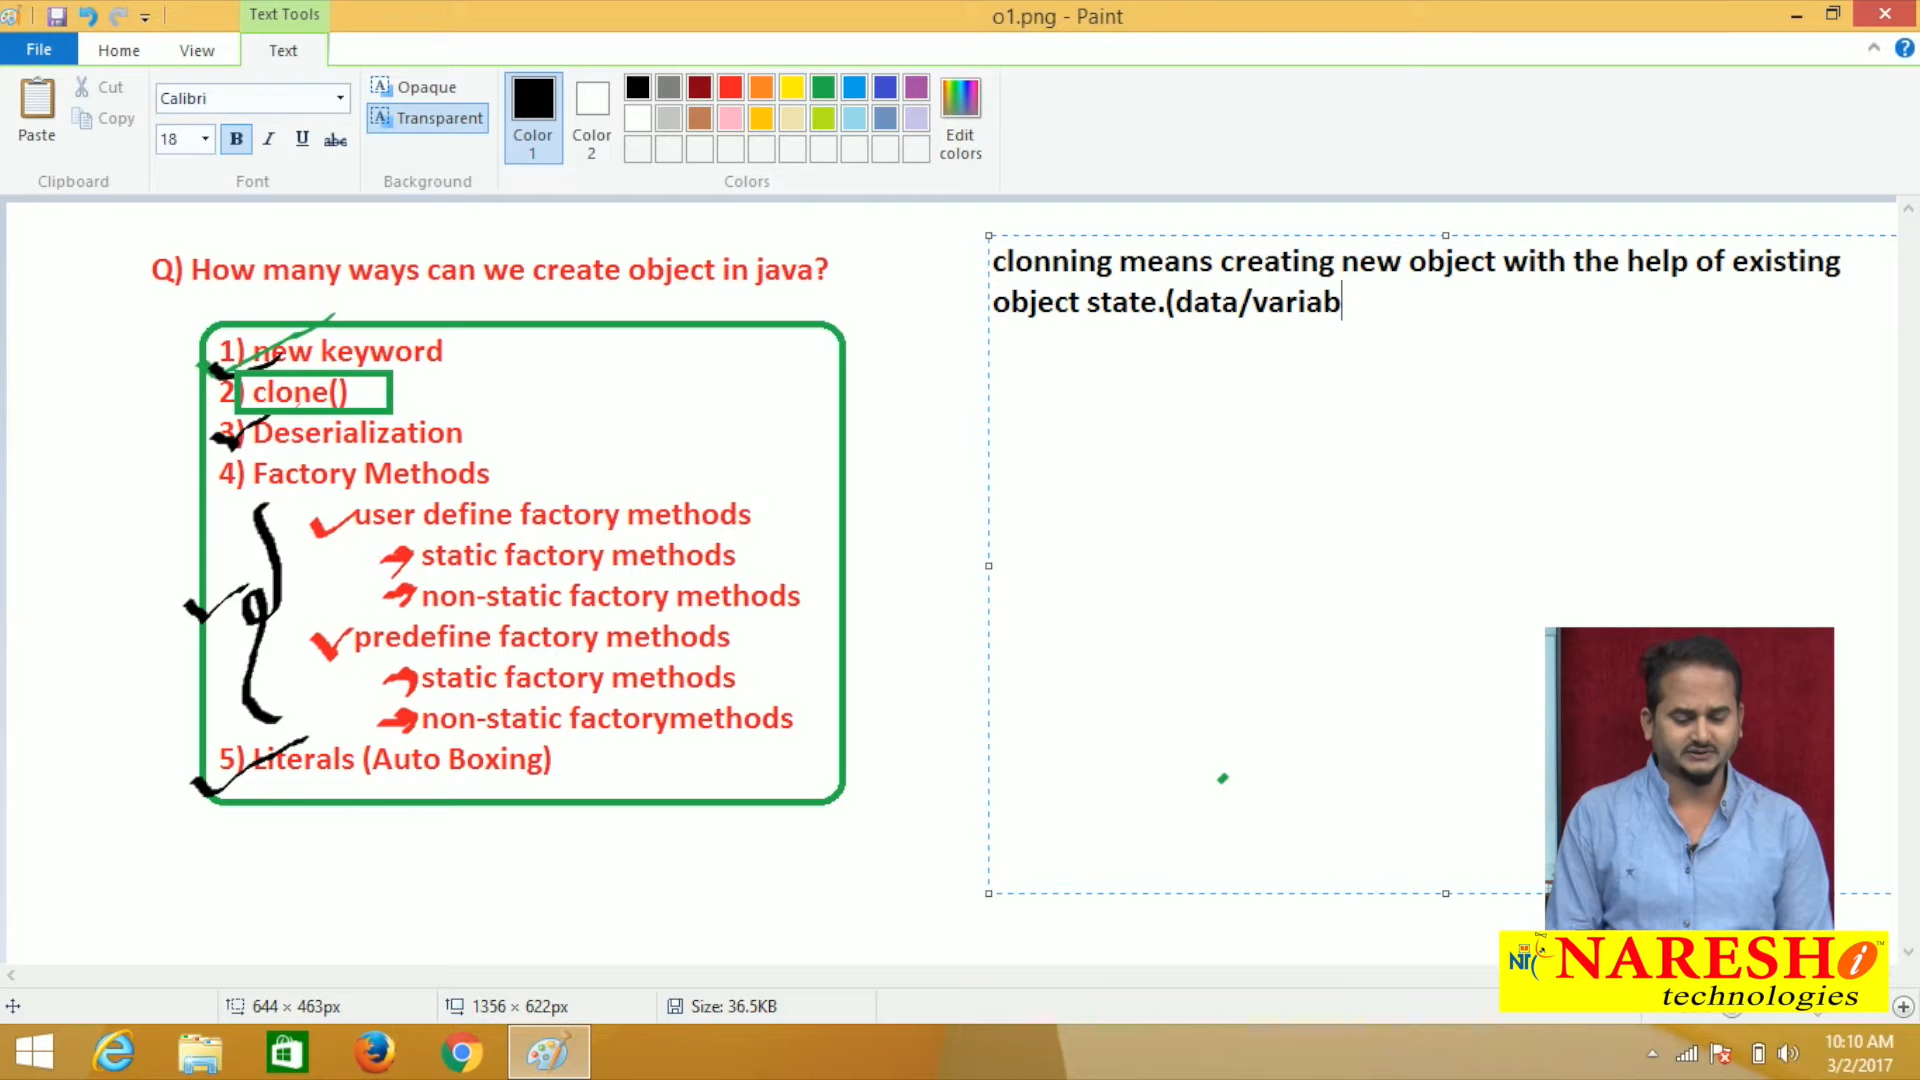 Text Tools
o1.png - Paint
File
Home
View
Text
Paste
Cut
Copy
Clipboard
Calibri
18
B
I
U
abc
Font
Opaque
Transparent
Background
Color
1
Color
2
Edit
colors
Colors
Q) How many ways can we create object in java?
1) new keyword
2) clone()
3) Deserialization
4) Factory Methods
user define factory methods
static factory methods
non-static factory methods
predefine factory methods
static factory methods
non-static factorymethods
5) Literals (Auto Boxing)
clonning means creating new object with the help of existing
object state.(data/variab
NARESH i
technologies
644 × 463px
1356 × 622px
Size: 36.5KB
10:10 AM
3/2/2017